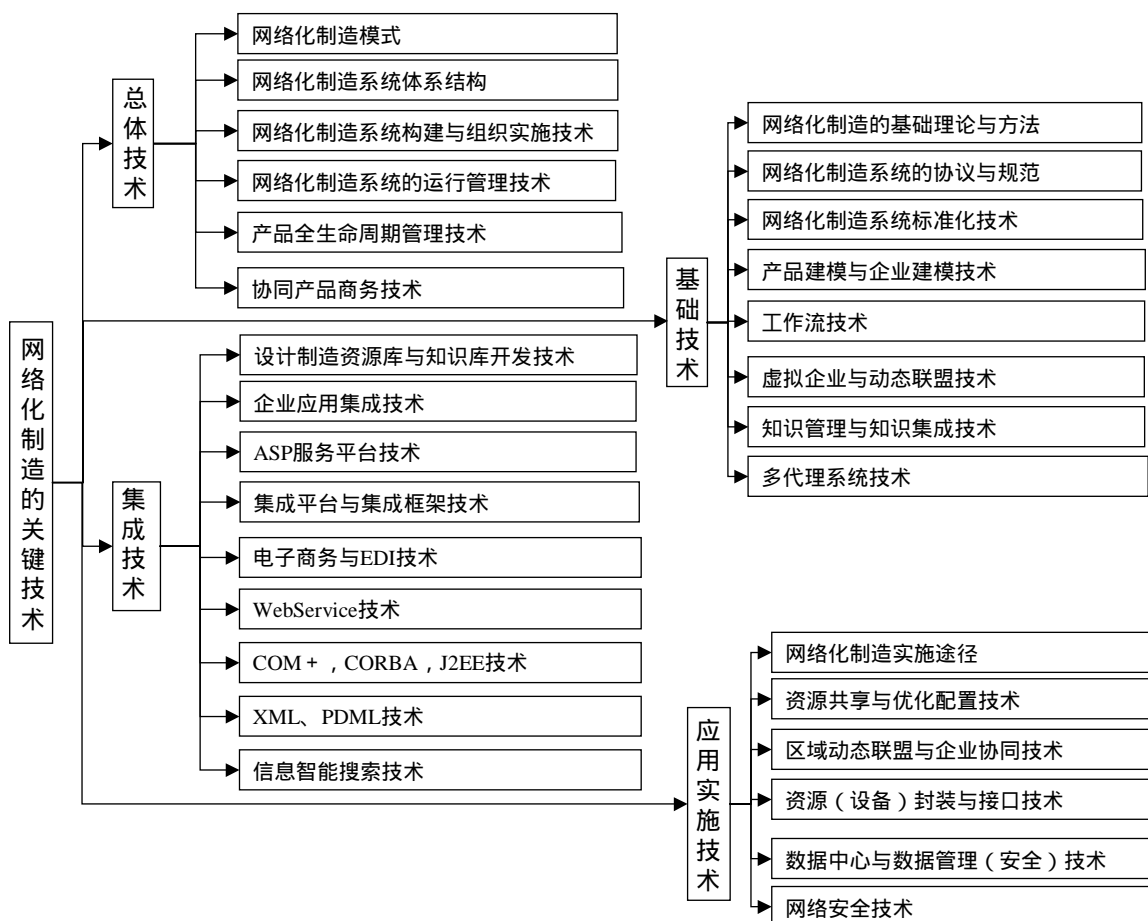 网络化制造的关键技术
总体技术
网络化制造模式
网络化制造系统体系结构
网络化制造系统构建与组织实施技术
网络化制造系统的运行管理技术
产品全生命周期管理技术
协同产品商务技术
基础技术
网络化制造的基础理论与方法
网络化制造系统的协议与规范
网络化制造系统标准化技术
产品建模与企业建模技术
工作流技术
虚拟企业与动态联盟技术
知识管理与知识集成技术
多代理系统技术
集成技术
设计制造资源库与知识库开发技术
企业应用集成技术
ASP服务平台技术
集成平台与集成框架技术
电子商务与EDI技术
WebService技术
COM+，CORBA，J2EE技术
XML、PDML技术
信息智能搜索技术
应用实施技术
网络化制造实施途径
资源共享与优化配置技术
区域动态联盟与企业协同技术
资源（设备）封装与接口技术
数据中心与数据管理（安全）技术
网络安全技术